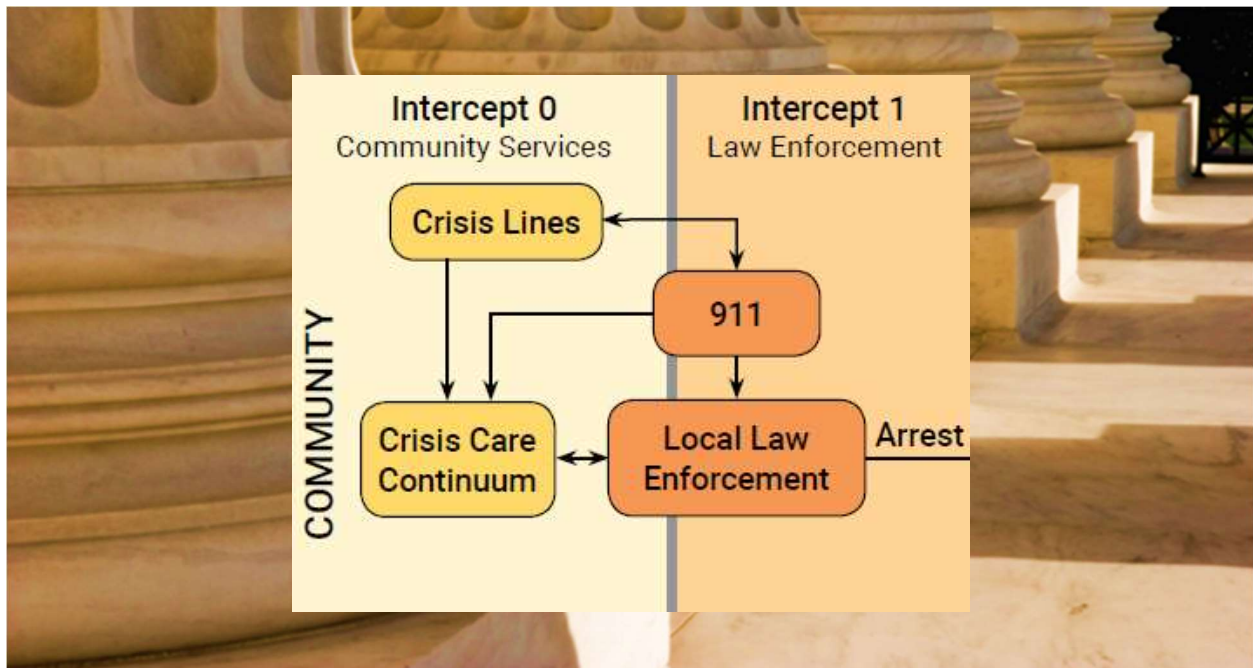 Intercept 0
Community Services
Intercept 1
Law Enforcement
Crisis Lines
911
COMMUNITY
Crisis Care
Continuum
Local Law
Enforcement
Arrest